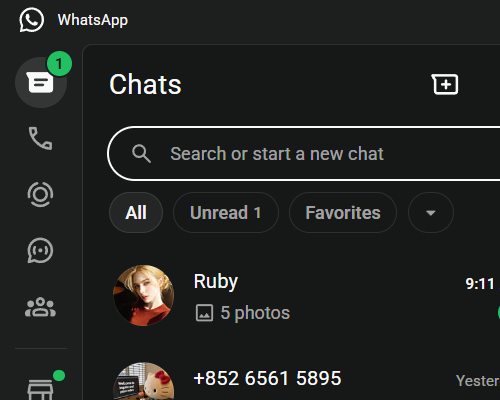 WhatsApp
1
Chats
Search or start a new chat
All
Unread 1
Favorites
Ruby
9:11
5 photos
+852 6561 5895
Yester